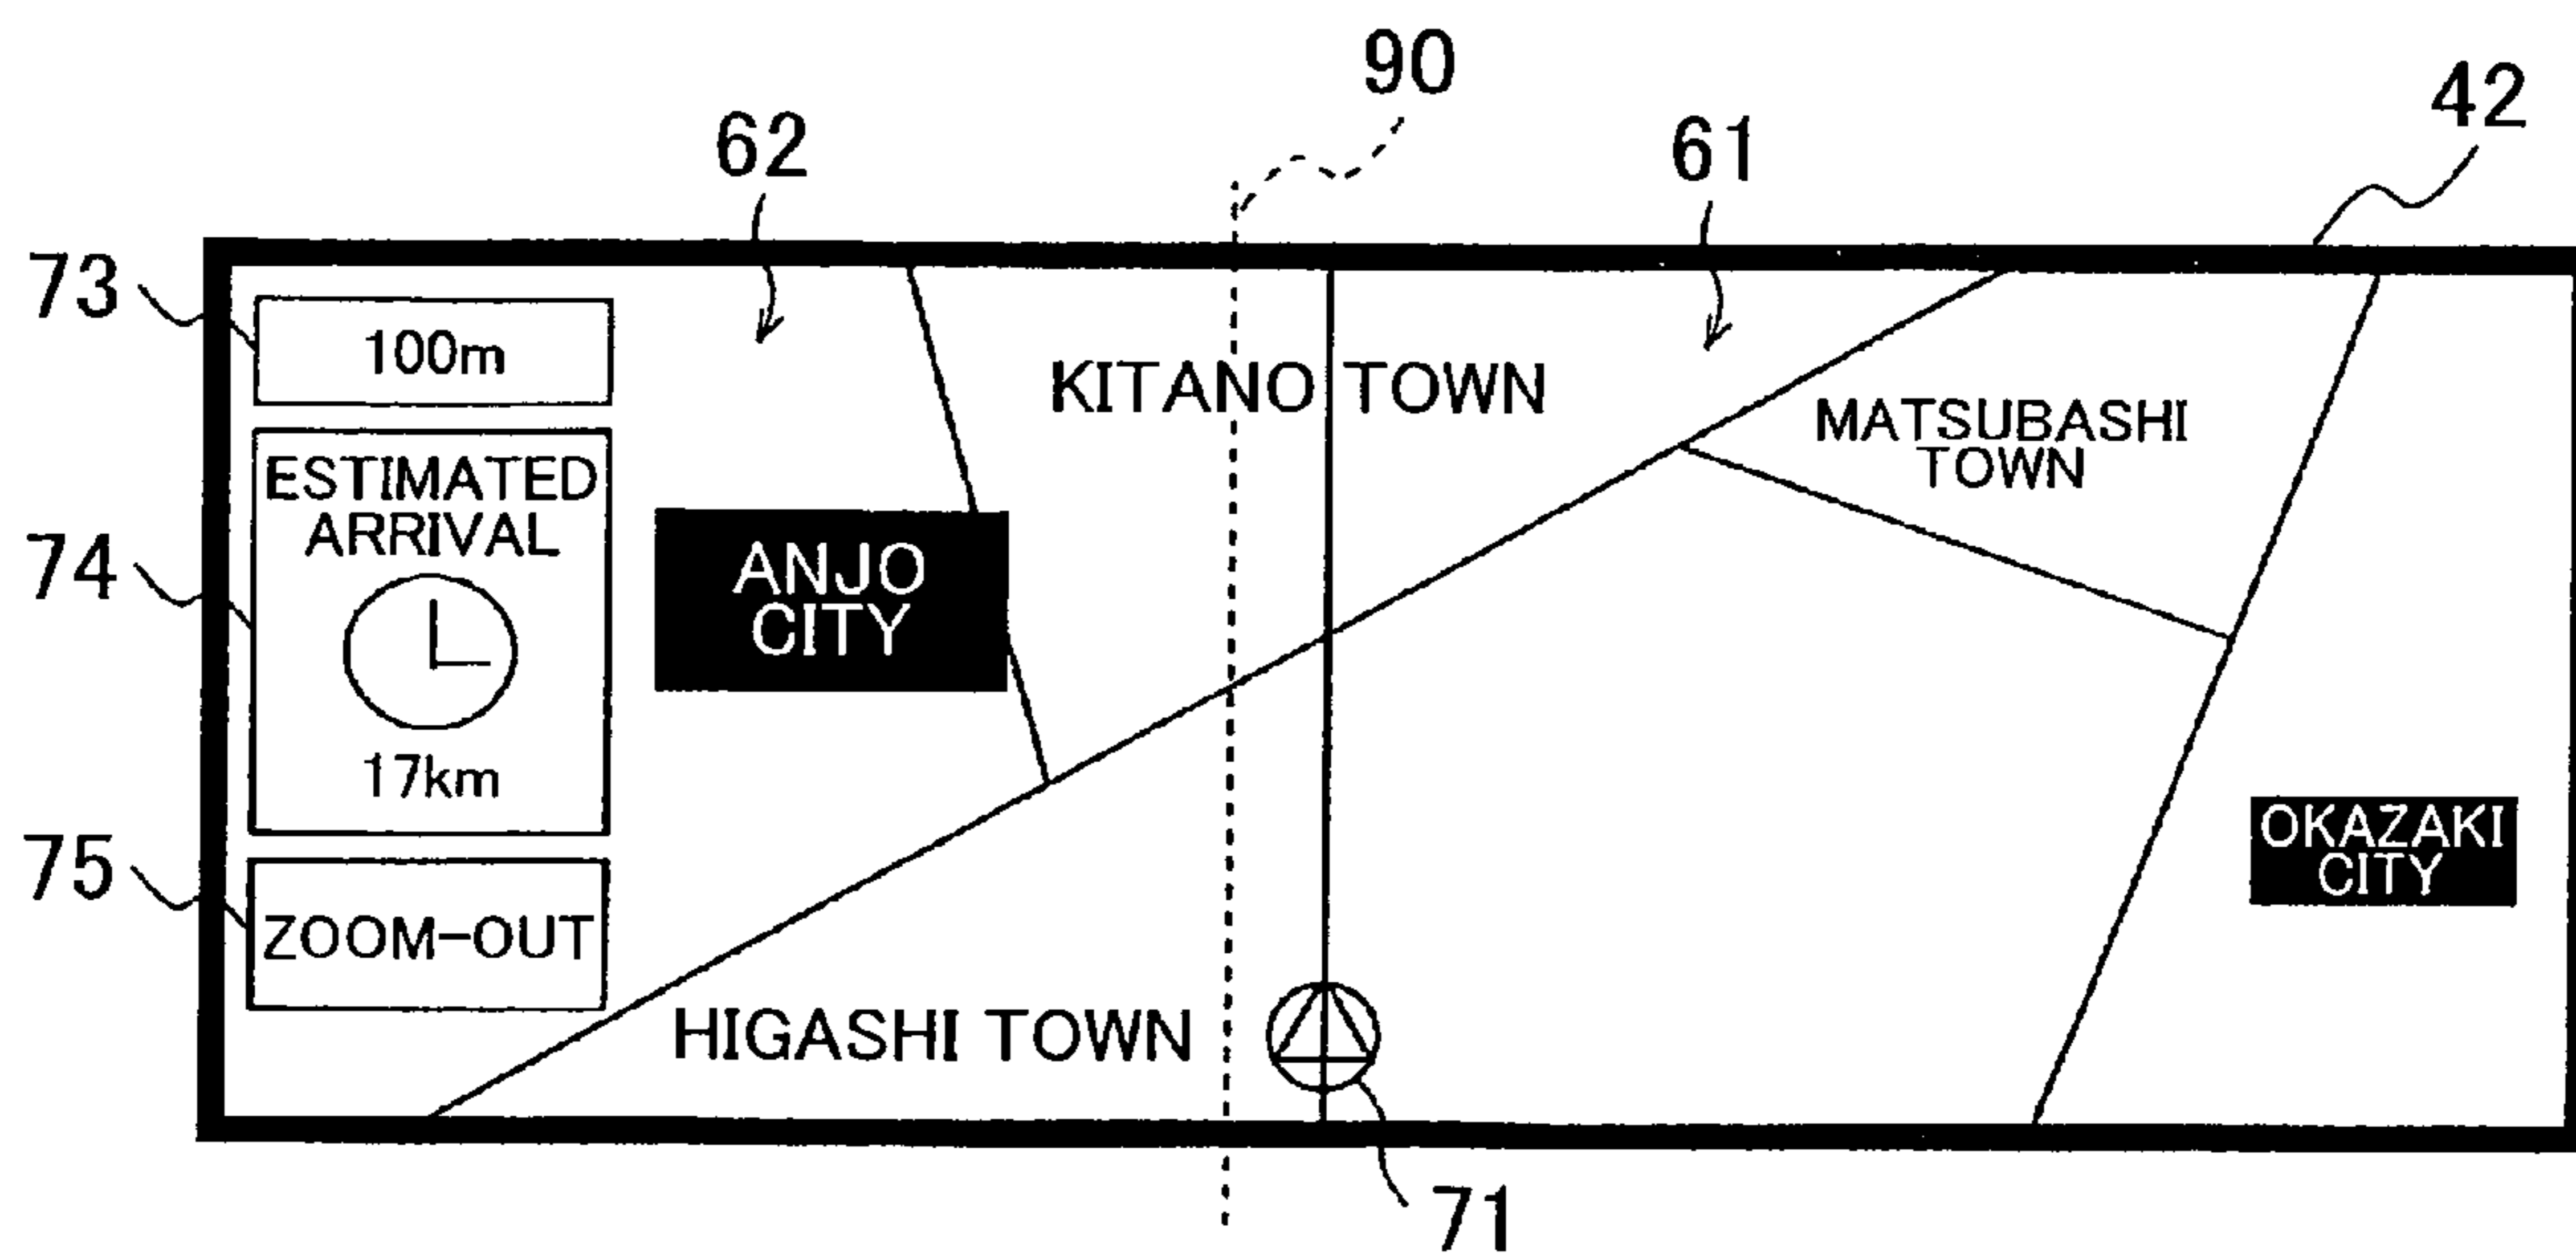 90
42
62
61
73
100m
KITANO TOWN
MATSUBASHI
TOWN
ESTIMATED
ARRIVAL
74
ANJO
CITY
17km
75
OKAZAKI
CITY
ZOOM-OUT
HIGASHI TOWN
71